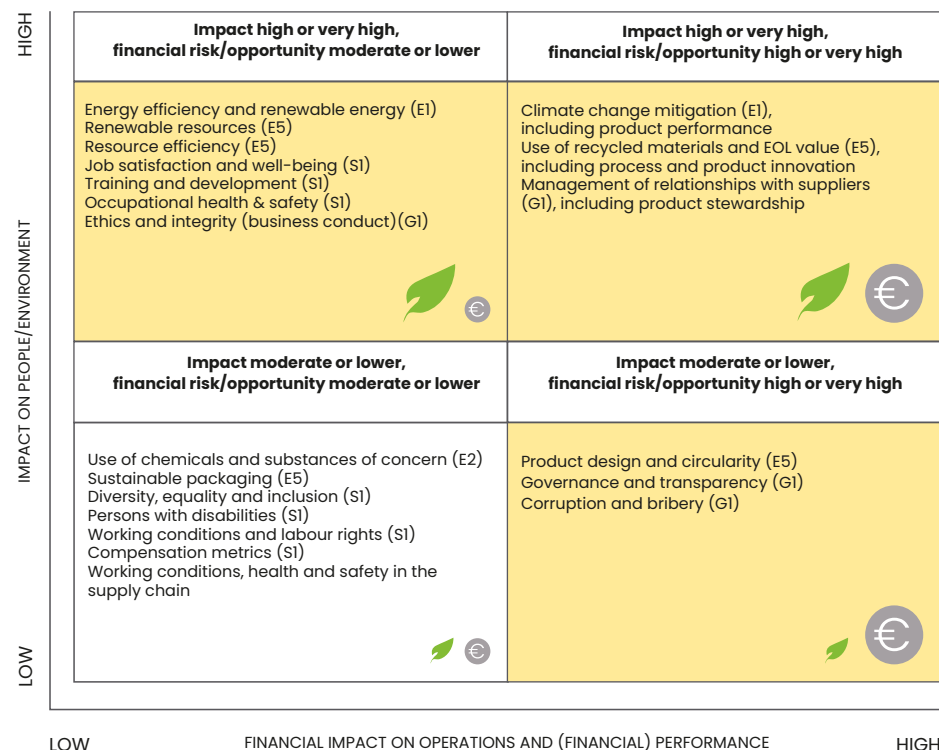 HIGH
IMPACT ON PEOPLE/ENVIRONMENT
LOW
Impact high or very high,
financial risk/opportunity moderate or lower
Impact high or very high,
financial risk/opportunity high or very high
Energy efficiency and renewable energy (E1)
Renewable resources (E5)
Resource efficiency (E5)
Job satisfaction and well-being (S1)
Training and development (S1)
Occupational health & safety (S1)
Ethics and integrity (business conduct)(G1)
€
Climate change mitigation (E1),
including product performance
Use of recycled materials and EOL value (E5),
including process and product innovation
Management of relationships with suppliers
(G1), including product stewardship
€
Impact moderate or lower,
financial risk/opportunity moderate or lower
Impact moderate or lower,
financial risk/opportunity high or very high
Use of chemicals and substances of concern (E2)
Sustainable packaging (E5)
Diversity, equality and inclusion (S1)
Persons with disabilities (S1)
Working conditions and labour rights (S1)
Compensation metrics (S1)
Working conditions, health and safety in the
supply chain
€
Product design and circularity (E5)
Governance and transparency (G1)
Corruption and bribery (G1)
€
LOW
FINANCIAL IMPACT ON OPERATIONS AND (FINANCIAL) PERFORMANCE
HIGH